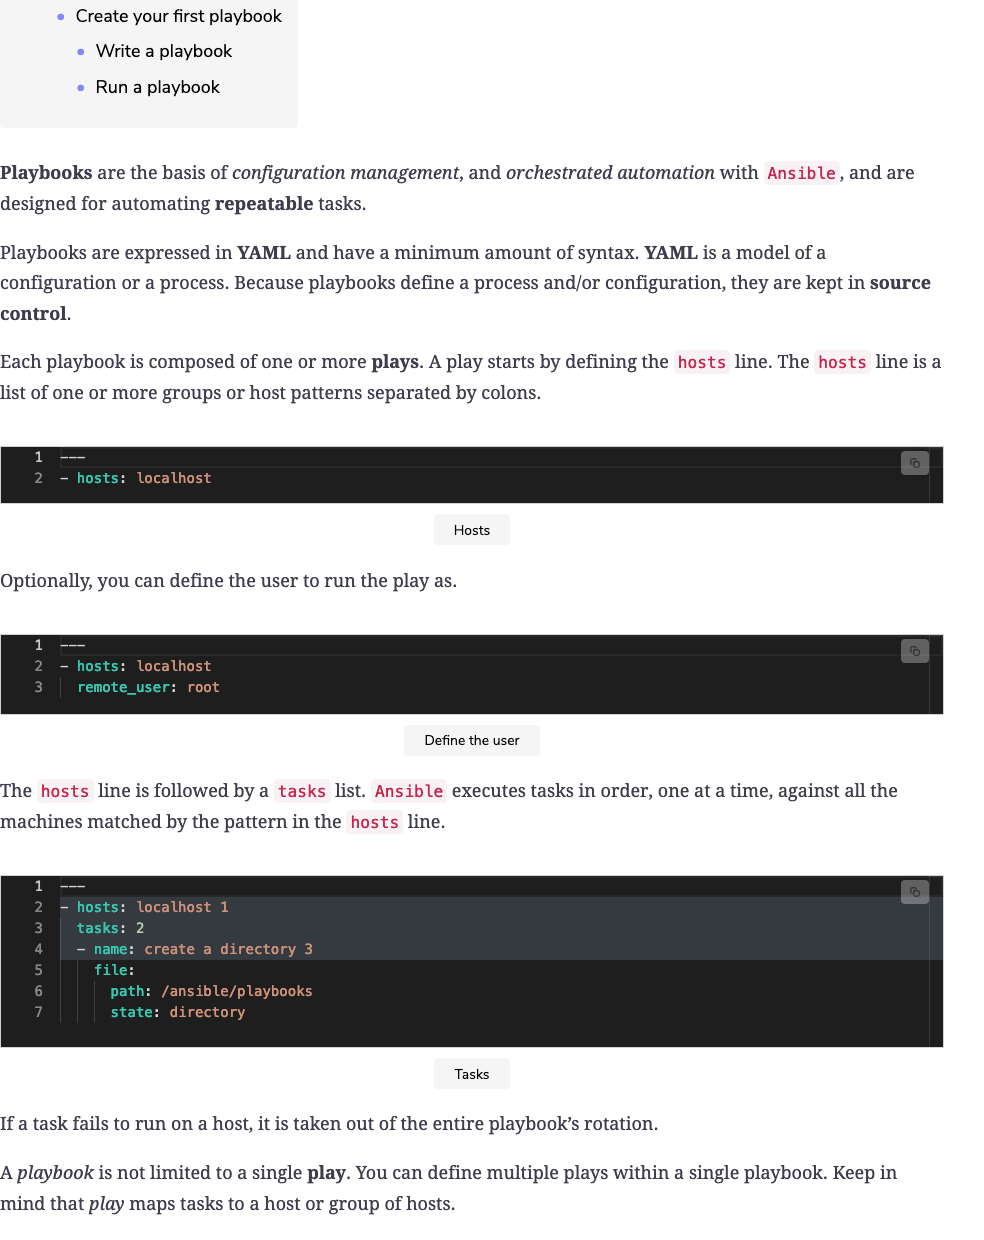 Create your first playbook
Write a playbook
Run a playbook
Playbooks are the basis of configuration management, and orchestrated automation with Ansible, and are
designed for automating repeatable tasks.
Playbooks are expressed in YAML and have a minimum amount of syntax. YAML is a model of a
configuration or a process. Because playbooks define a process and/or configuration, they are kept in source
control.
Each playbook is composed of one or more plays. A play starts by defining the hosts line. The hosts line is a
list of one or more groups or host patterns separated by colons.
1 ---
2 - hosts: localhost
Hosts
Optionally, you can define the user to run the play as.
1 ---
2 - hosts: localhost
3 remote_user: root
Define the user
The hosts line is followed by a tasks list. Ansible executes tasks in order, one at a time, against all the
machines matched by the pattern in the hosts line.
1 ---
2 - hosts: localhost 1
3 tasks: 2
4 - name: create a directory 3
5 file:
6 path: /ansible/playbooks
7 state: directory
Tasks
If a task fails to run on a host, it is taken out of the entire playbook’s rotation.
A playbook is not limited to a single play. You can define multiple plays within a single playbook. Keep in
mind that play maps tasks to a host or group of hosts.